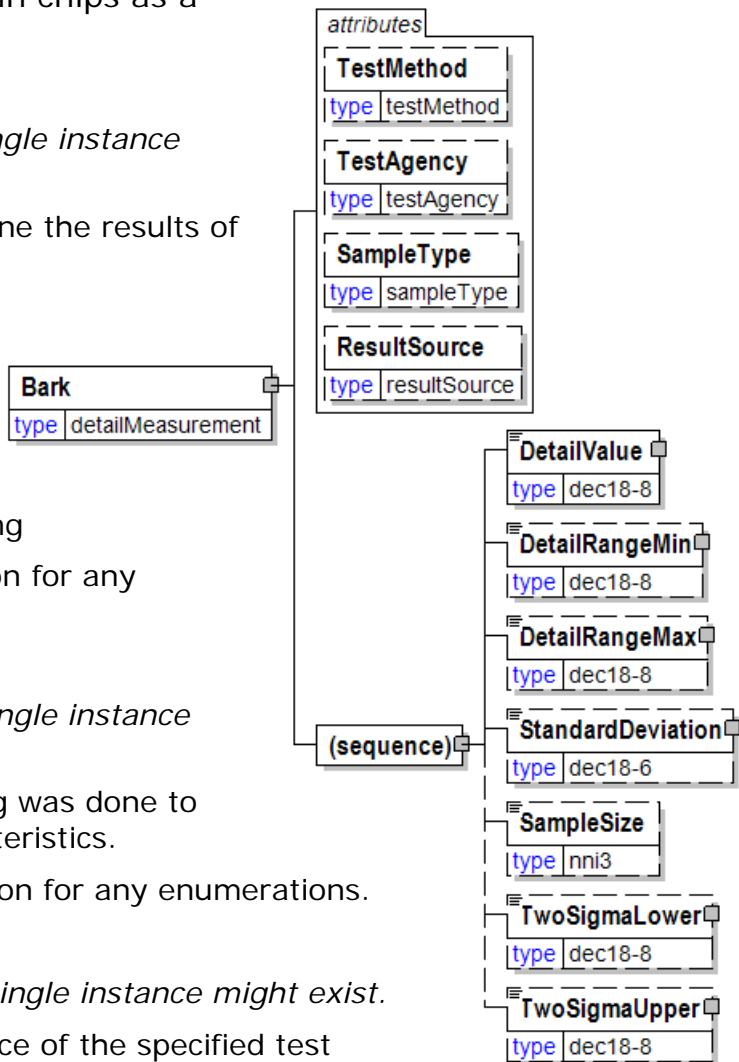 in chips as a
ngle instance
ne the results of
ng
on for any
ngle instance
g was done to
teristics.
on for any enumerations.
single instance might exist.
ce of the specified test
attributes
TestMethod
type testMethod
TestAgency
type testAgency
SampleType
type sampleType
ResultSource
type resultSource
Bark
type detailMeasurement
(sequence)
DetailValue
type dec18-8
DetailRangeMin
type dec18-8
DetailRangeMax
type dec18-8
StandardDeviation
type dec18-6
SampleSize
type nni3
TwoSigmaLower
type dec18-8
TwoSigmaUpper
type dec18-8